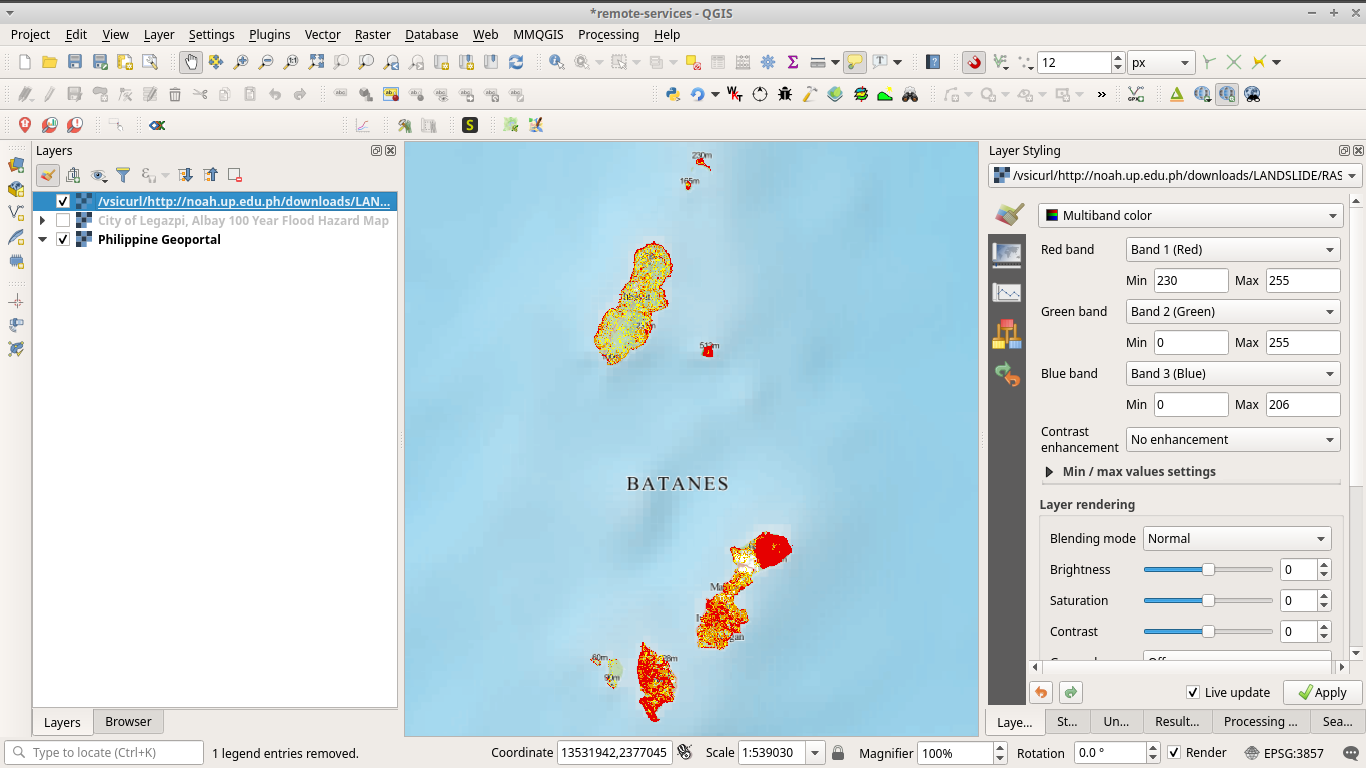 *remote-services - QGIS
Project Edit View Layer Settings Plugins Vector Raster Database Web MMQGIS Processing Help
12 px
Layers
/vsicurl/http://noah.up.edu.ph/downloads/LAN...
City of Legazpi, Albay 100 Year Flood Hazard Map
Philippine Geoportal
Layers Browser
230m
165m
513m
BATANES
60m
90m
Layer Styling
/vsicurl/http://noah.up.edu.ph/downloads/LANDSLIDE/RAS
Multiband color
Red band Band 1 (Red)
Min 230 Max 255
Green band Band 2 (Green)
Min 0 Max 255
Blue band Band 3 (Blue)
Min 0 Max 206
Contrast
enhancement No enhancement
Min / max values settings
Layer rendering
Blending mode Normal
Brightness 0
Saturation 0
Contrast 0
Live update Apply
Laye... St... Un... Result... Processing ... Sea...
Type to locate (Ctrl+K) 1 legend entries removed. Coordinate 13531942,2377045 Scale 1:539030 Magnifier 100% Rotation 0.0 ° Render EPSG:3857